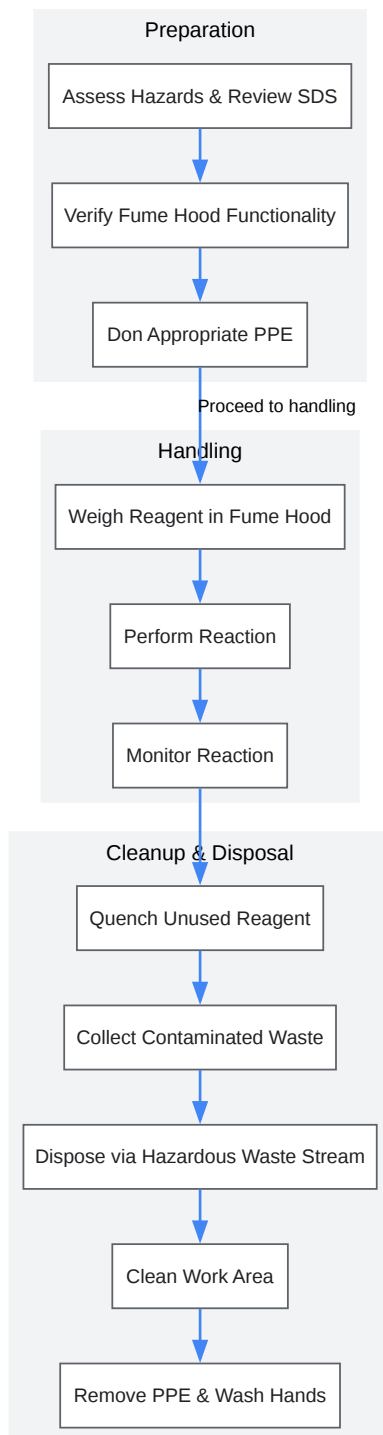 Preparation
Assess Hazards & Review SDS
Verify Fume Hood Functionality
Don Appropriate PPE
Proceed to handling
Handling
Weigh Reagent in Fume Hood
Perform Reaction
Monitor Reaction
Cleanup & Disposal
Quench Unused Reagent
Collect Contaminated Waste
Dispose via Hazardous Waste Stream
Clean Work Area
Remove PPE & Wash Hands